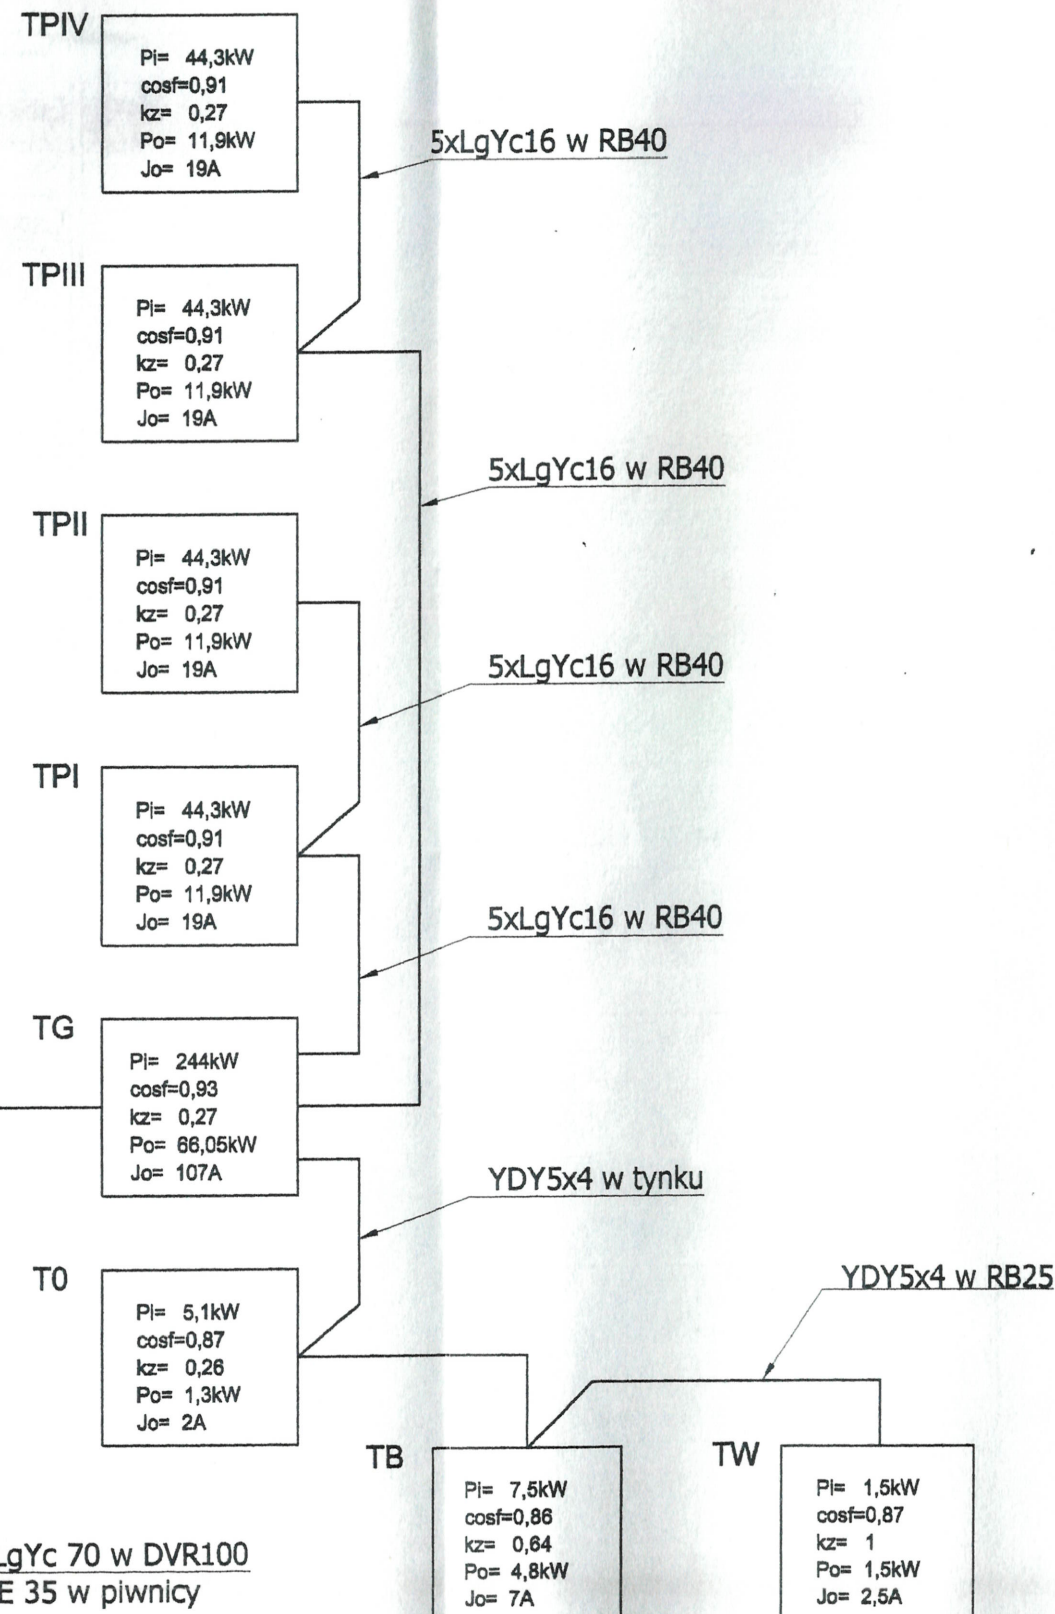 TPIV
Pi= 44,3kW
cosf=0,91
kz= 0,27
Po= 11,9kW
Jo= 19A
5xLgYc16 w RB40
TPIII
Pi= 44,3kW
cosf=0,91
kz= 0,27
Po= 11,9kW
Jo= 19A
5xLgYc16 w RB40
TPII
Pi= 44,3kW
cosf=0,91
kz= 0,27
Po= 11,9kW
Jo= 19A
5xLgYc16 w RB40
TPI
Pi= 44,3kW
cosf=0,91
kz= 0,27
Po= 11,9kW
Jo= 19A
5xLgYc16 w RB40
TG
Pi= 244kW
cosf=0,93
kz= 0,27
Po= 66,05kW
Jo= 107A
YDY5x4 w tynku
T0
Pi= 5,1kW
cosf=0,87
kz= 0,26
Po= 1,3kW
Jo= 2A
YDY5x4 w RB25
TB
Pi= 7,5kW
cosf=0,86
kz= 0,64
Po= 4,8kW
Jo= 7A
TW
Pi= 1,5kW
cosf=0,87
kz= 1
Po= 1,5kW
Jo= 2,5A
LgYc 70 w DVR100
E 35 w piwnicy